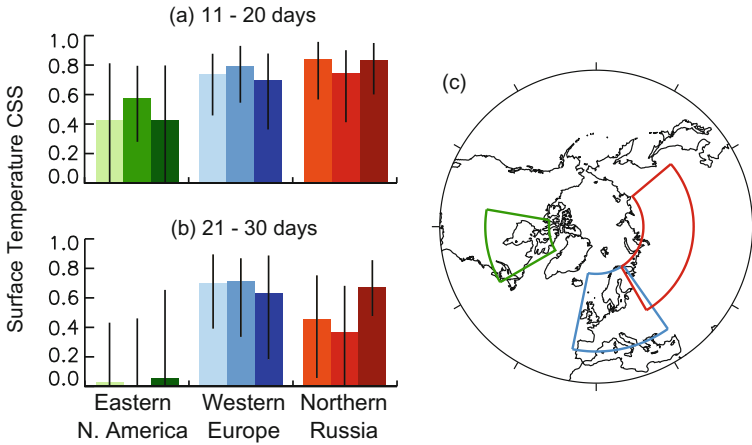 (a) 11 - 20 days
Surface Temperature CSS
1.0
0.8
0.6
0.4
0.2
0.0
(b) 21 - 30 days
1.0
0.8
0.6
0.4
0.2
0.0
Eastern
N. America
Western
Europe
Northern
Russia
(c)